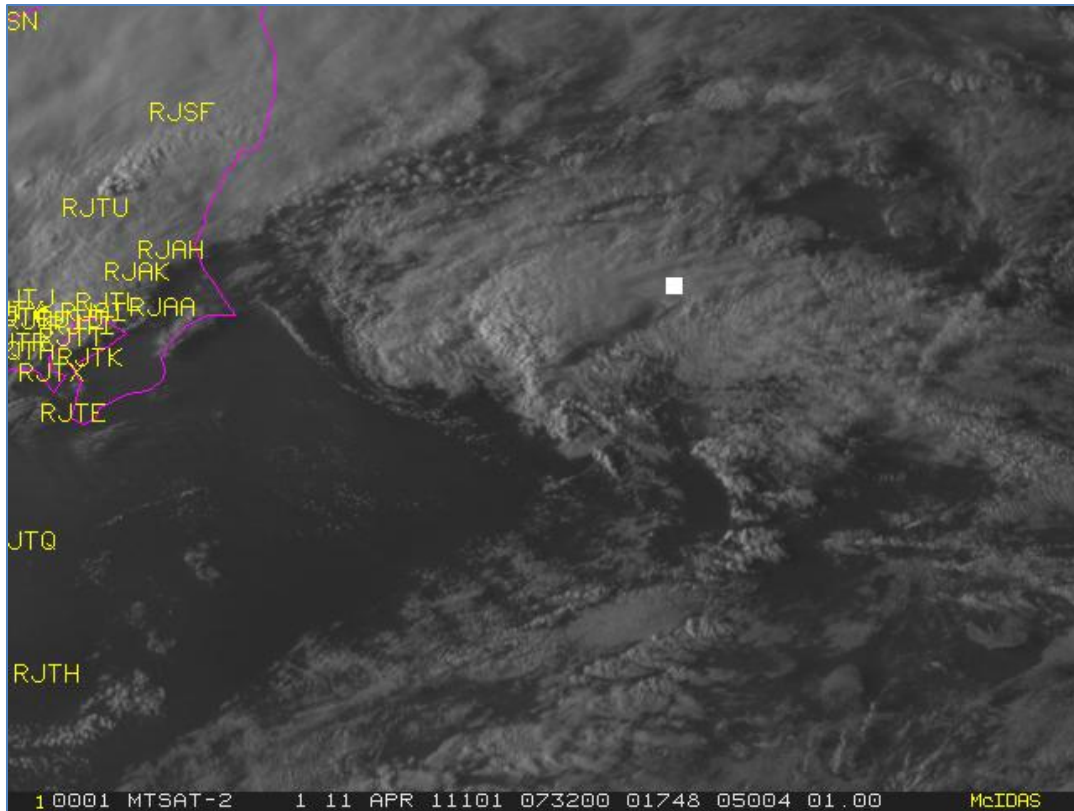 SN
RJSF
RJTU
RJAH
RJAK
RJTL
RJAA
RJTK
RJTX
RJTE
JTQ
RJTH
1 0001 MTSAT-2 1 11 APR 11101 073200 01748 05004 01.00 McIDAS